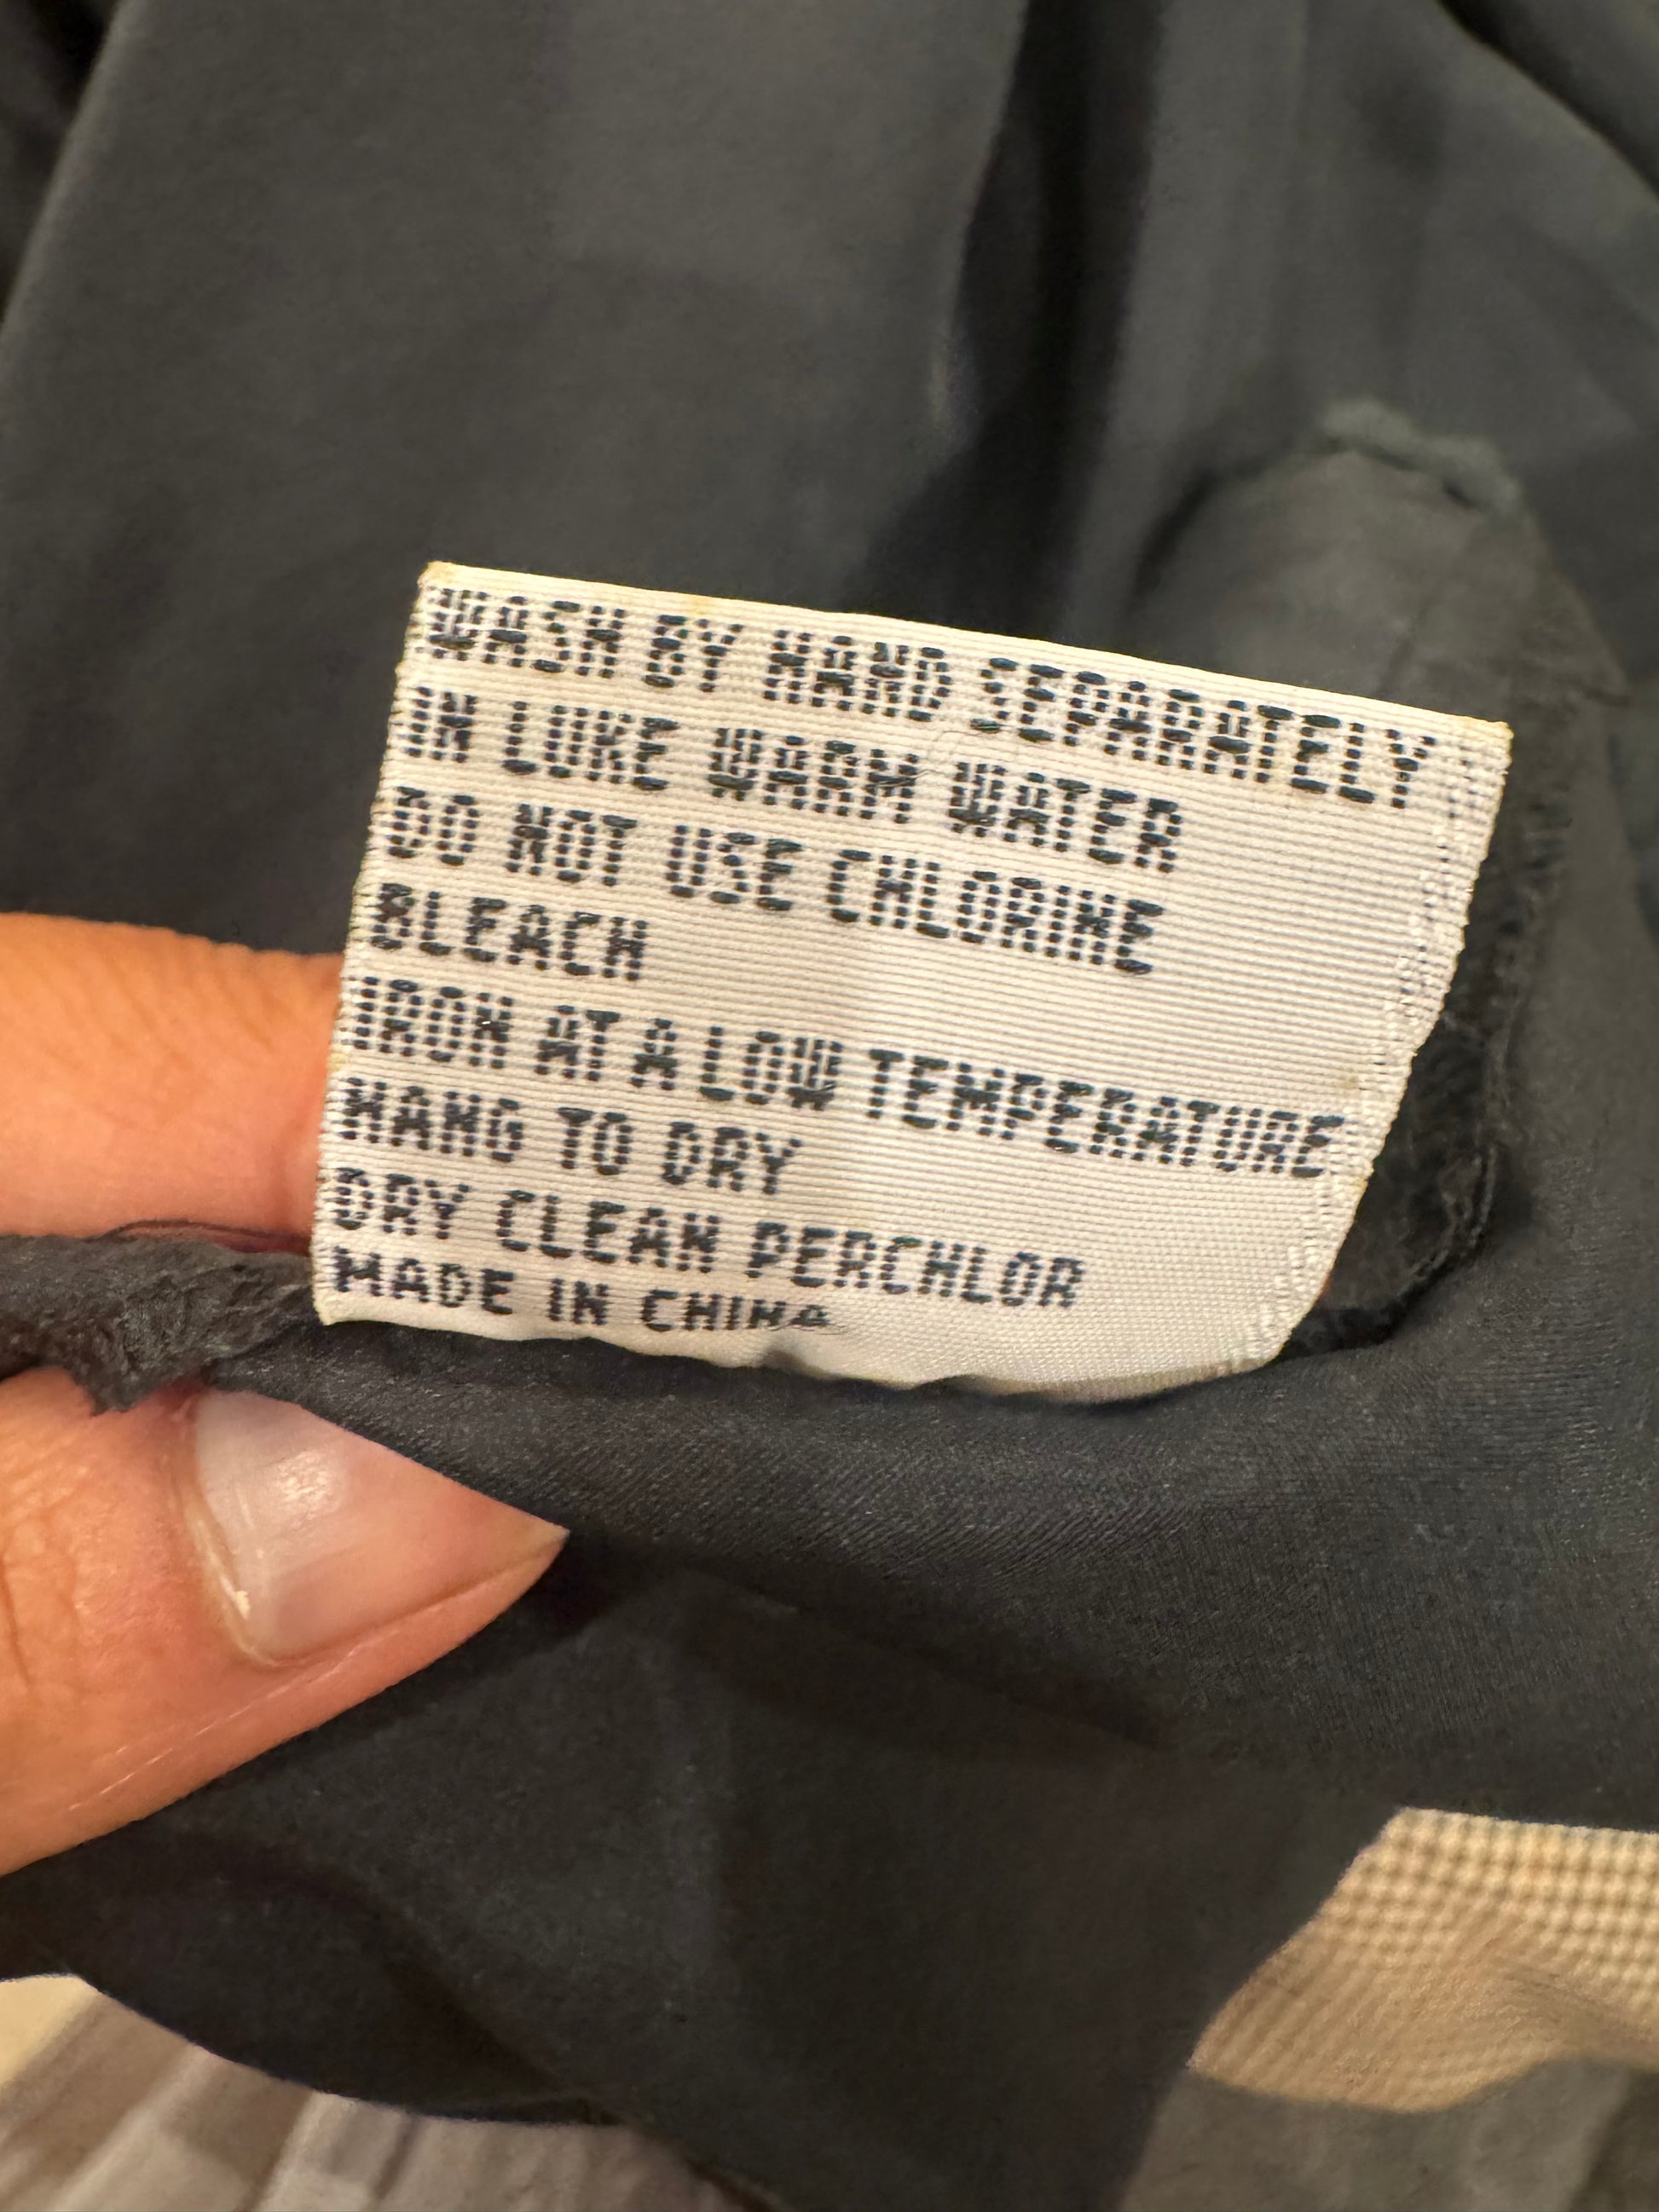 WASH BY HAND SEPARATELY
IN LUKE WARM WATER
DO NOT USE CHLORINE
BLEACH
IRON AT A LOW TEMPERATURE
HANG TO DRY
DRY CLEAN PERCHLOR
MADE IN CHINA